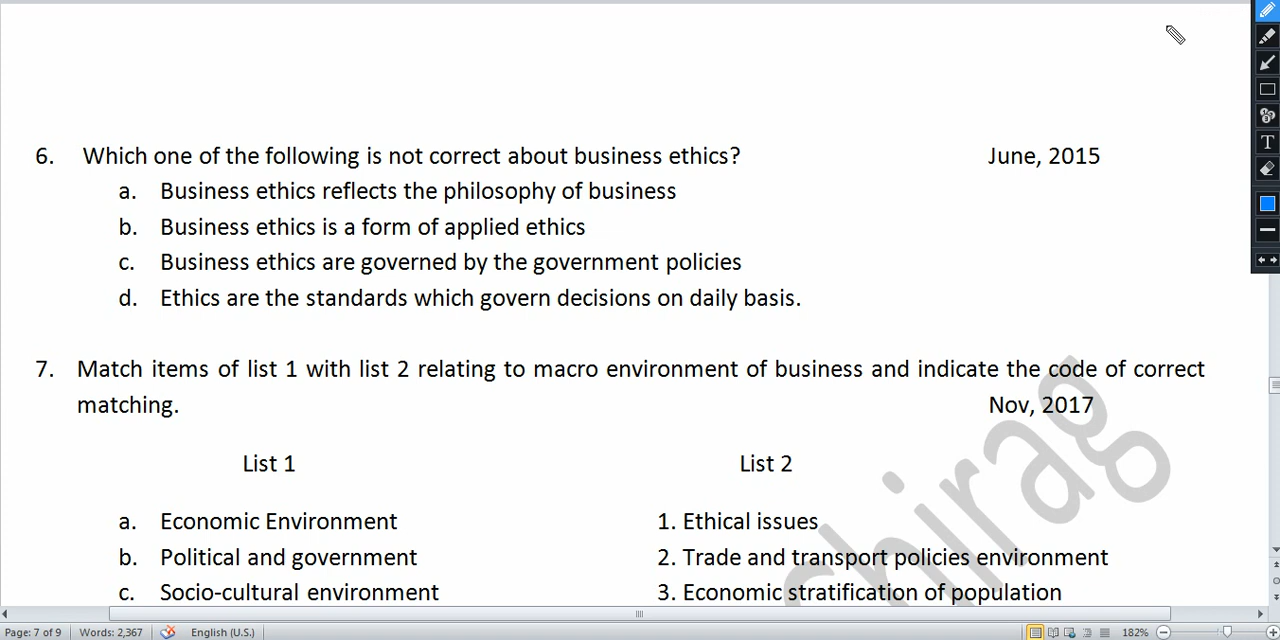 6. Which one of the following is not correct about business ethics? June, 2015
a. Business ethics reflects the philosophy of business
b. Business ethics is a form of applied ethics
c. Business ethics are governed by the government policies
d. Ethics are the standards which govern decisions on daily basis.
7. Match items of list 1 with list 2 relating to macro environment of business and indicate the code of correct
matching. Nov, 2017
List 1 List 2
a. Economic Environment 1. Ethical issues
b. Political and government 2. Trade and transport policies environment
c. Socio-cultural environment 3. Economic stratification of population
chirag
Page: 7 of 9 Words: 2,367 English (U.S.) 182%